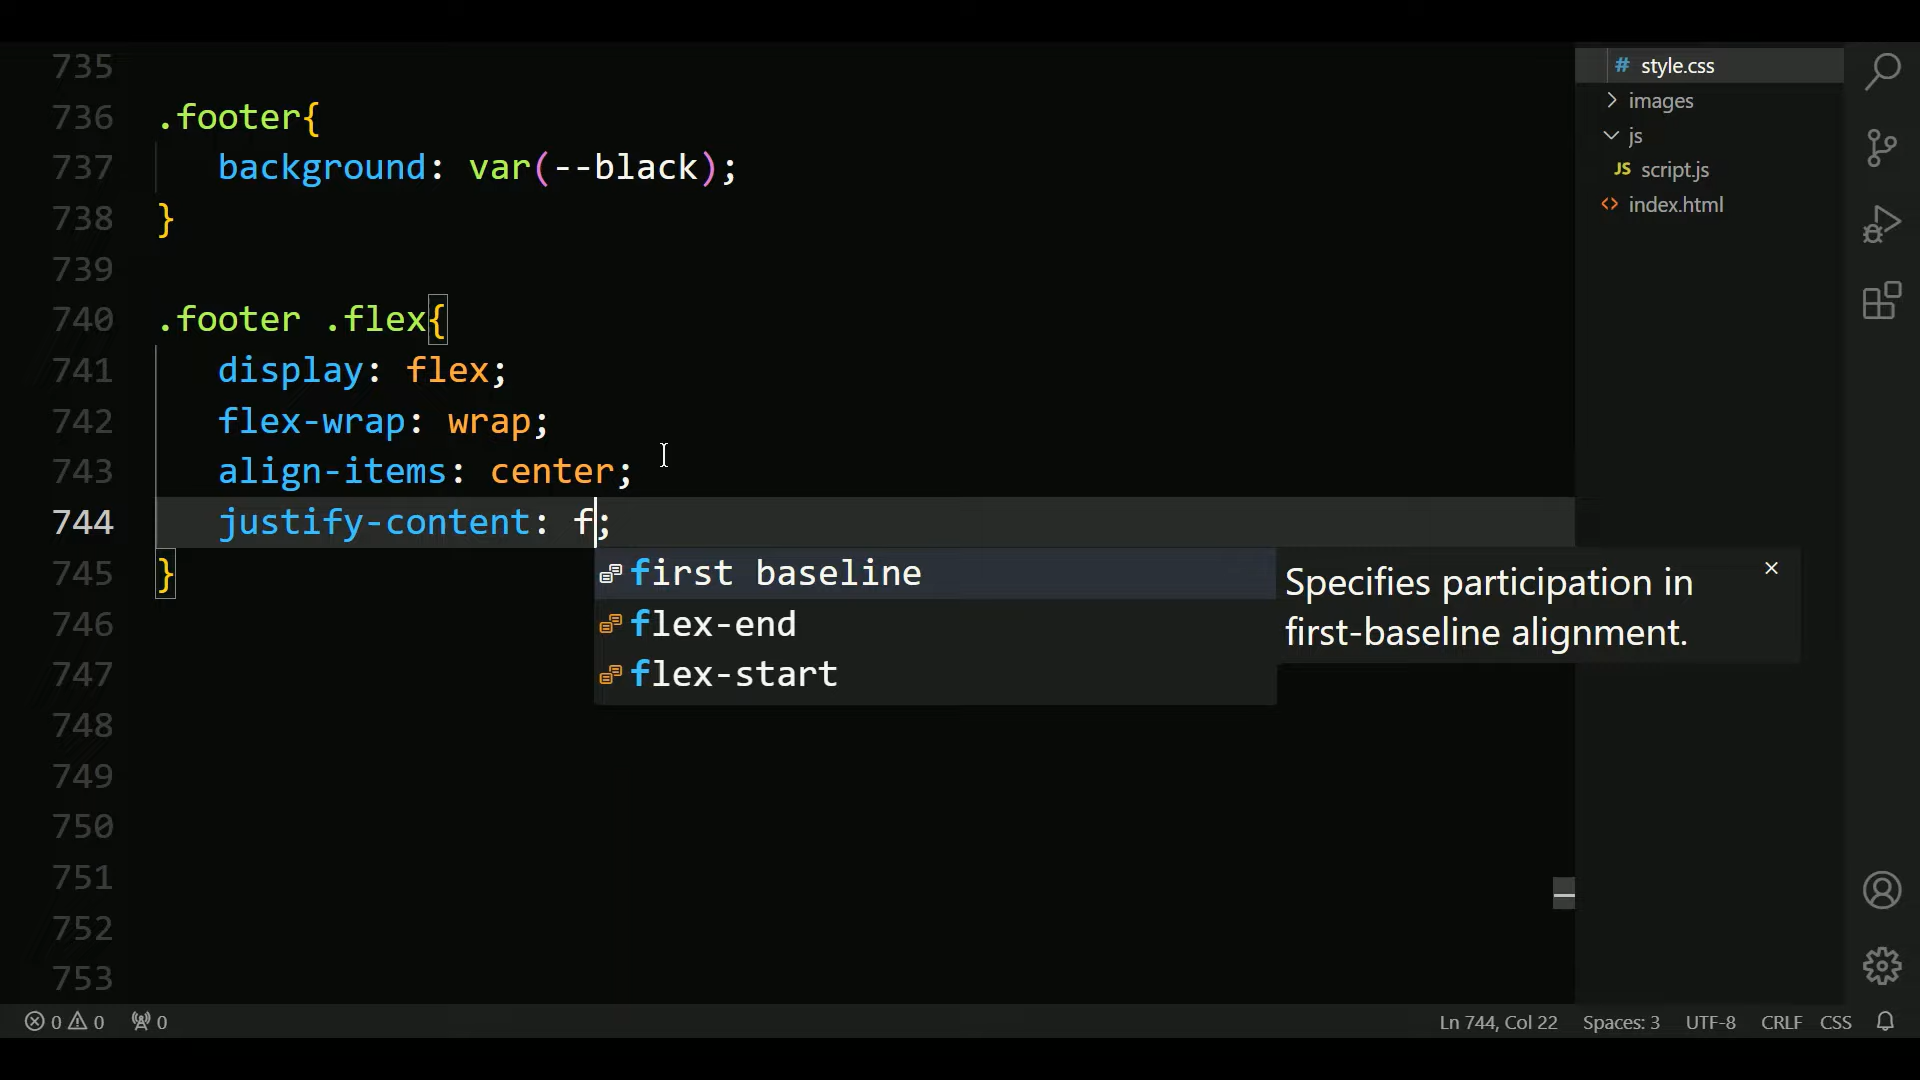 735
736 .footer{
737 background: var(--black);
738 }
739
740 .footer .flex{
741 display: flex;
742 flex-wrap: wrap;
743 align-items: center;
744 justify-content: f;
first baseline
Specifies participation in
first-baseline alignment.
flex-end
flex-start
745 }
746
747
748
749
750
751
752
753
# style.css
images
js
JS script.js
<> index.html
0 0 0
Ln 744, Col 22 Spaces: 3 UTF-8 CRLF CSS